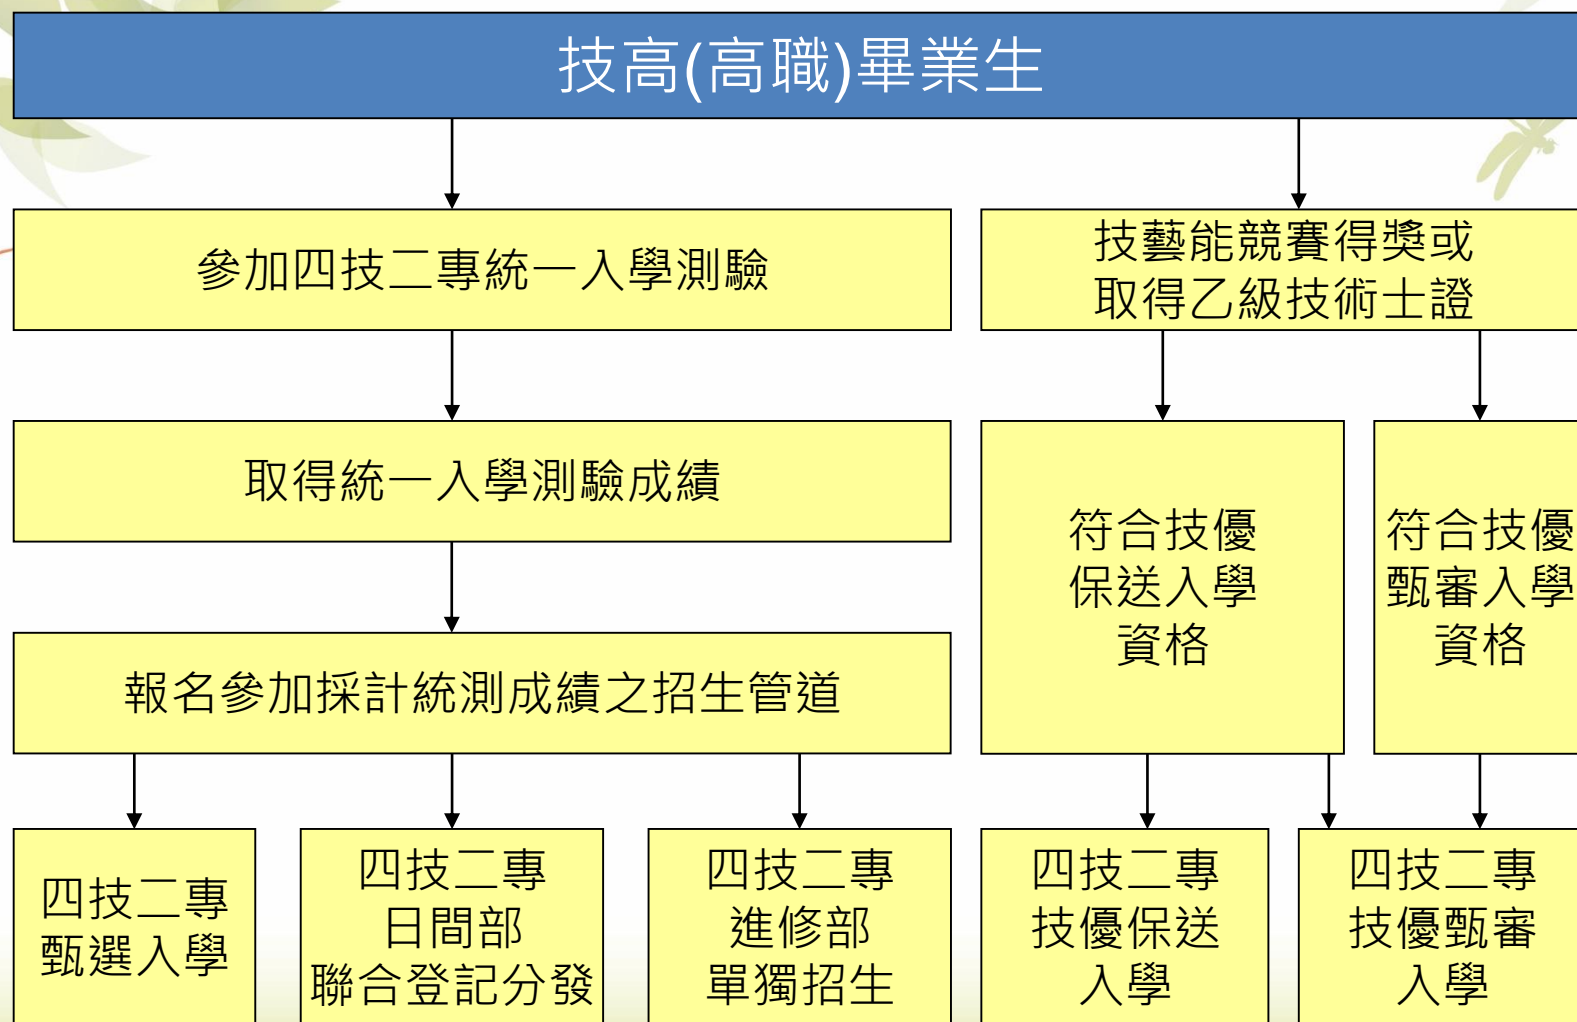 技高(高職)畢業生
參加四技二專統一入學測驗
技藝能競賽得獎或
取得乙級技術士證
取得統一入學測驗成績
符合技優
保送入學
資格
符合技優
甄審入學
資格
報名參加採計統測成績之招生管道
四技二專
甄選入學
四技二專
日間部
聯合登記分發
四技二專
進修部
單獨招生
四技二專
技優保送
入學
四技二專
技優甄審
入學